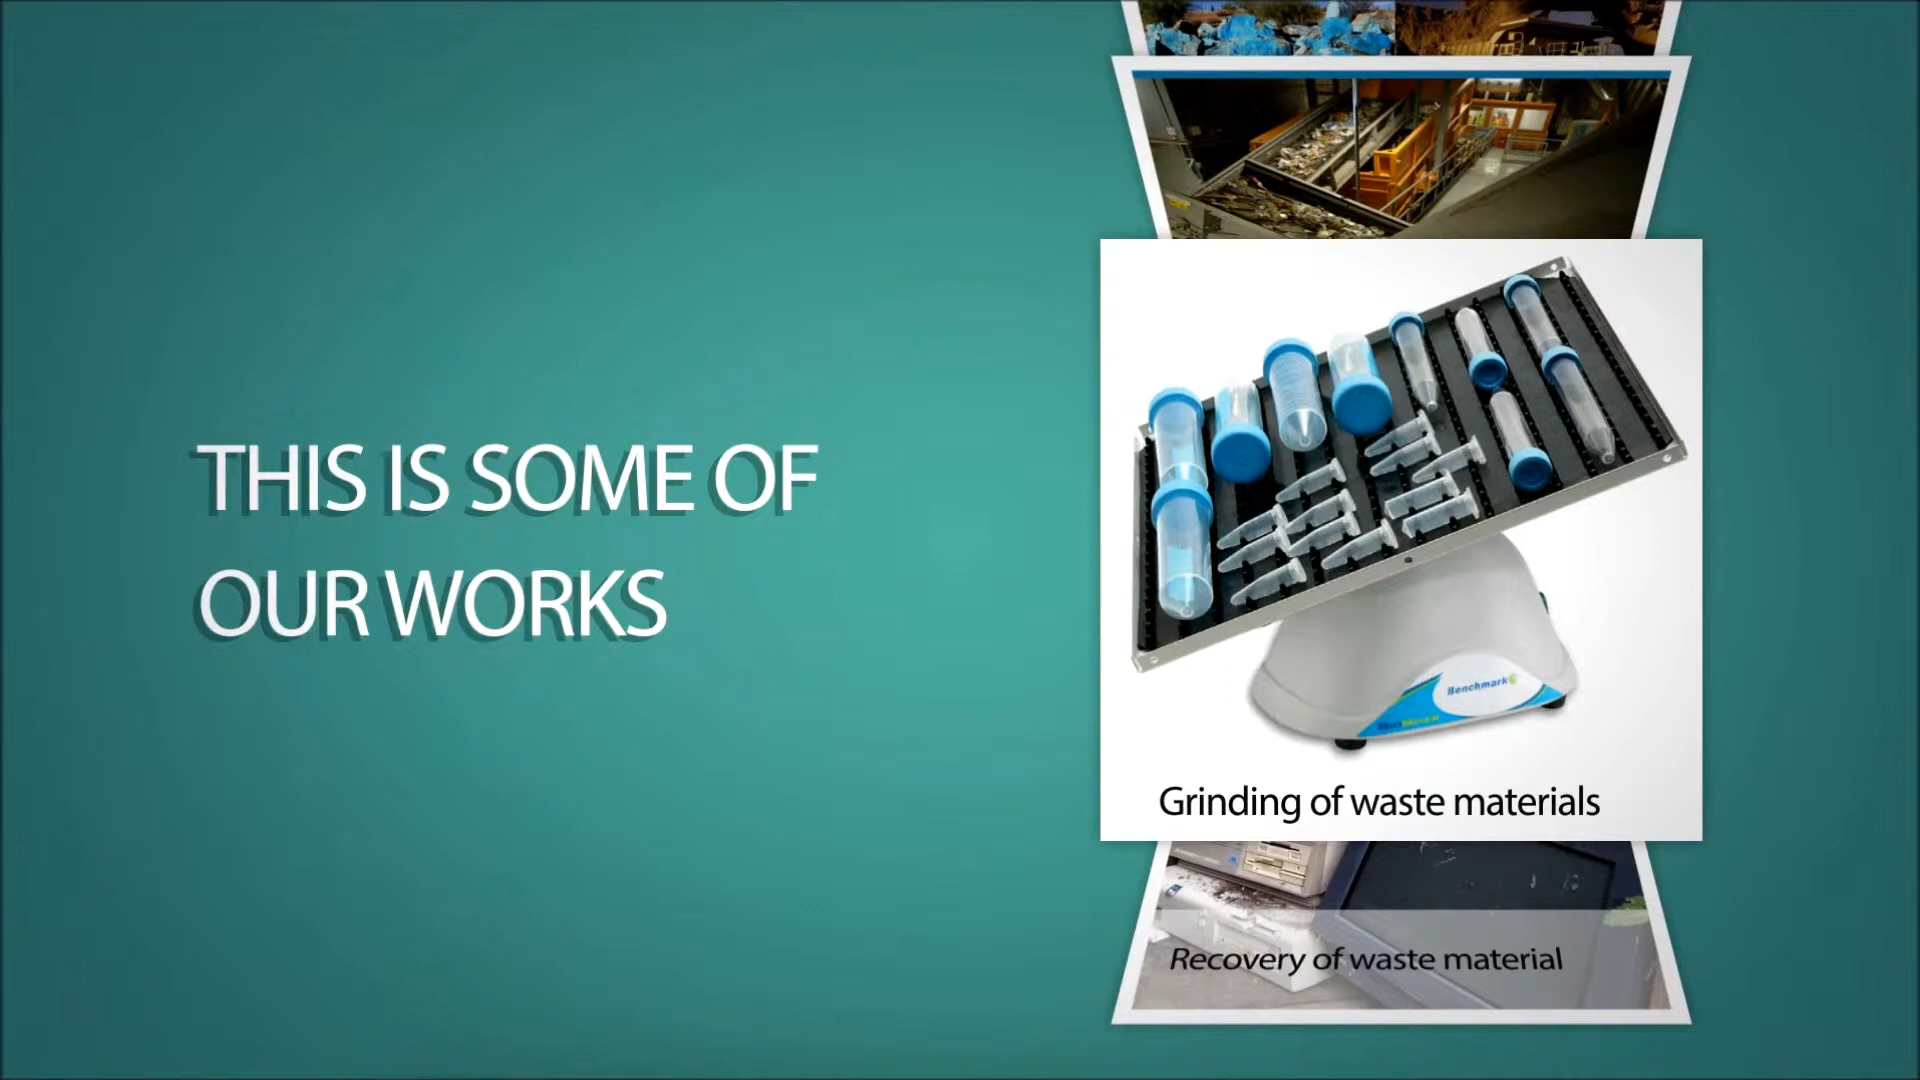 THIS IS SOME OF
OUR WORKS
Benchmark
Grinding of waste materials
Recovery of waste material